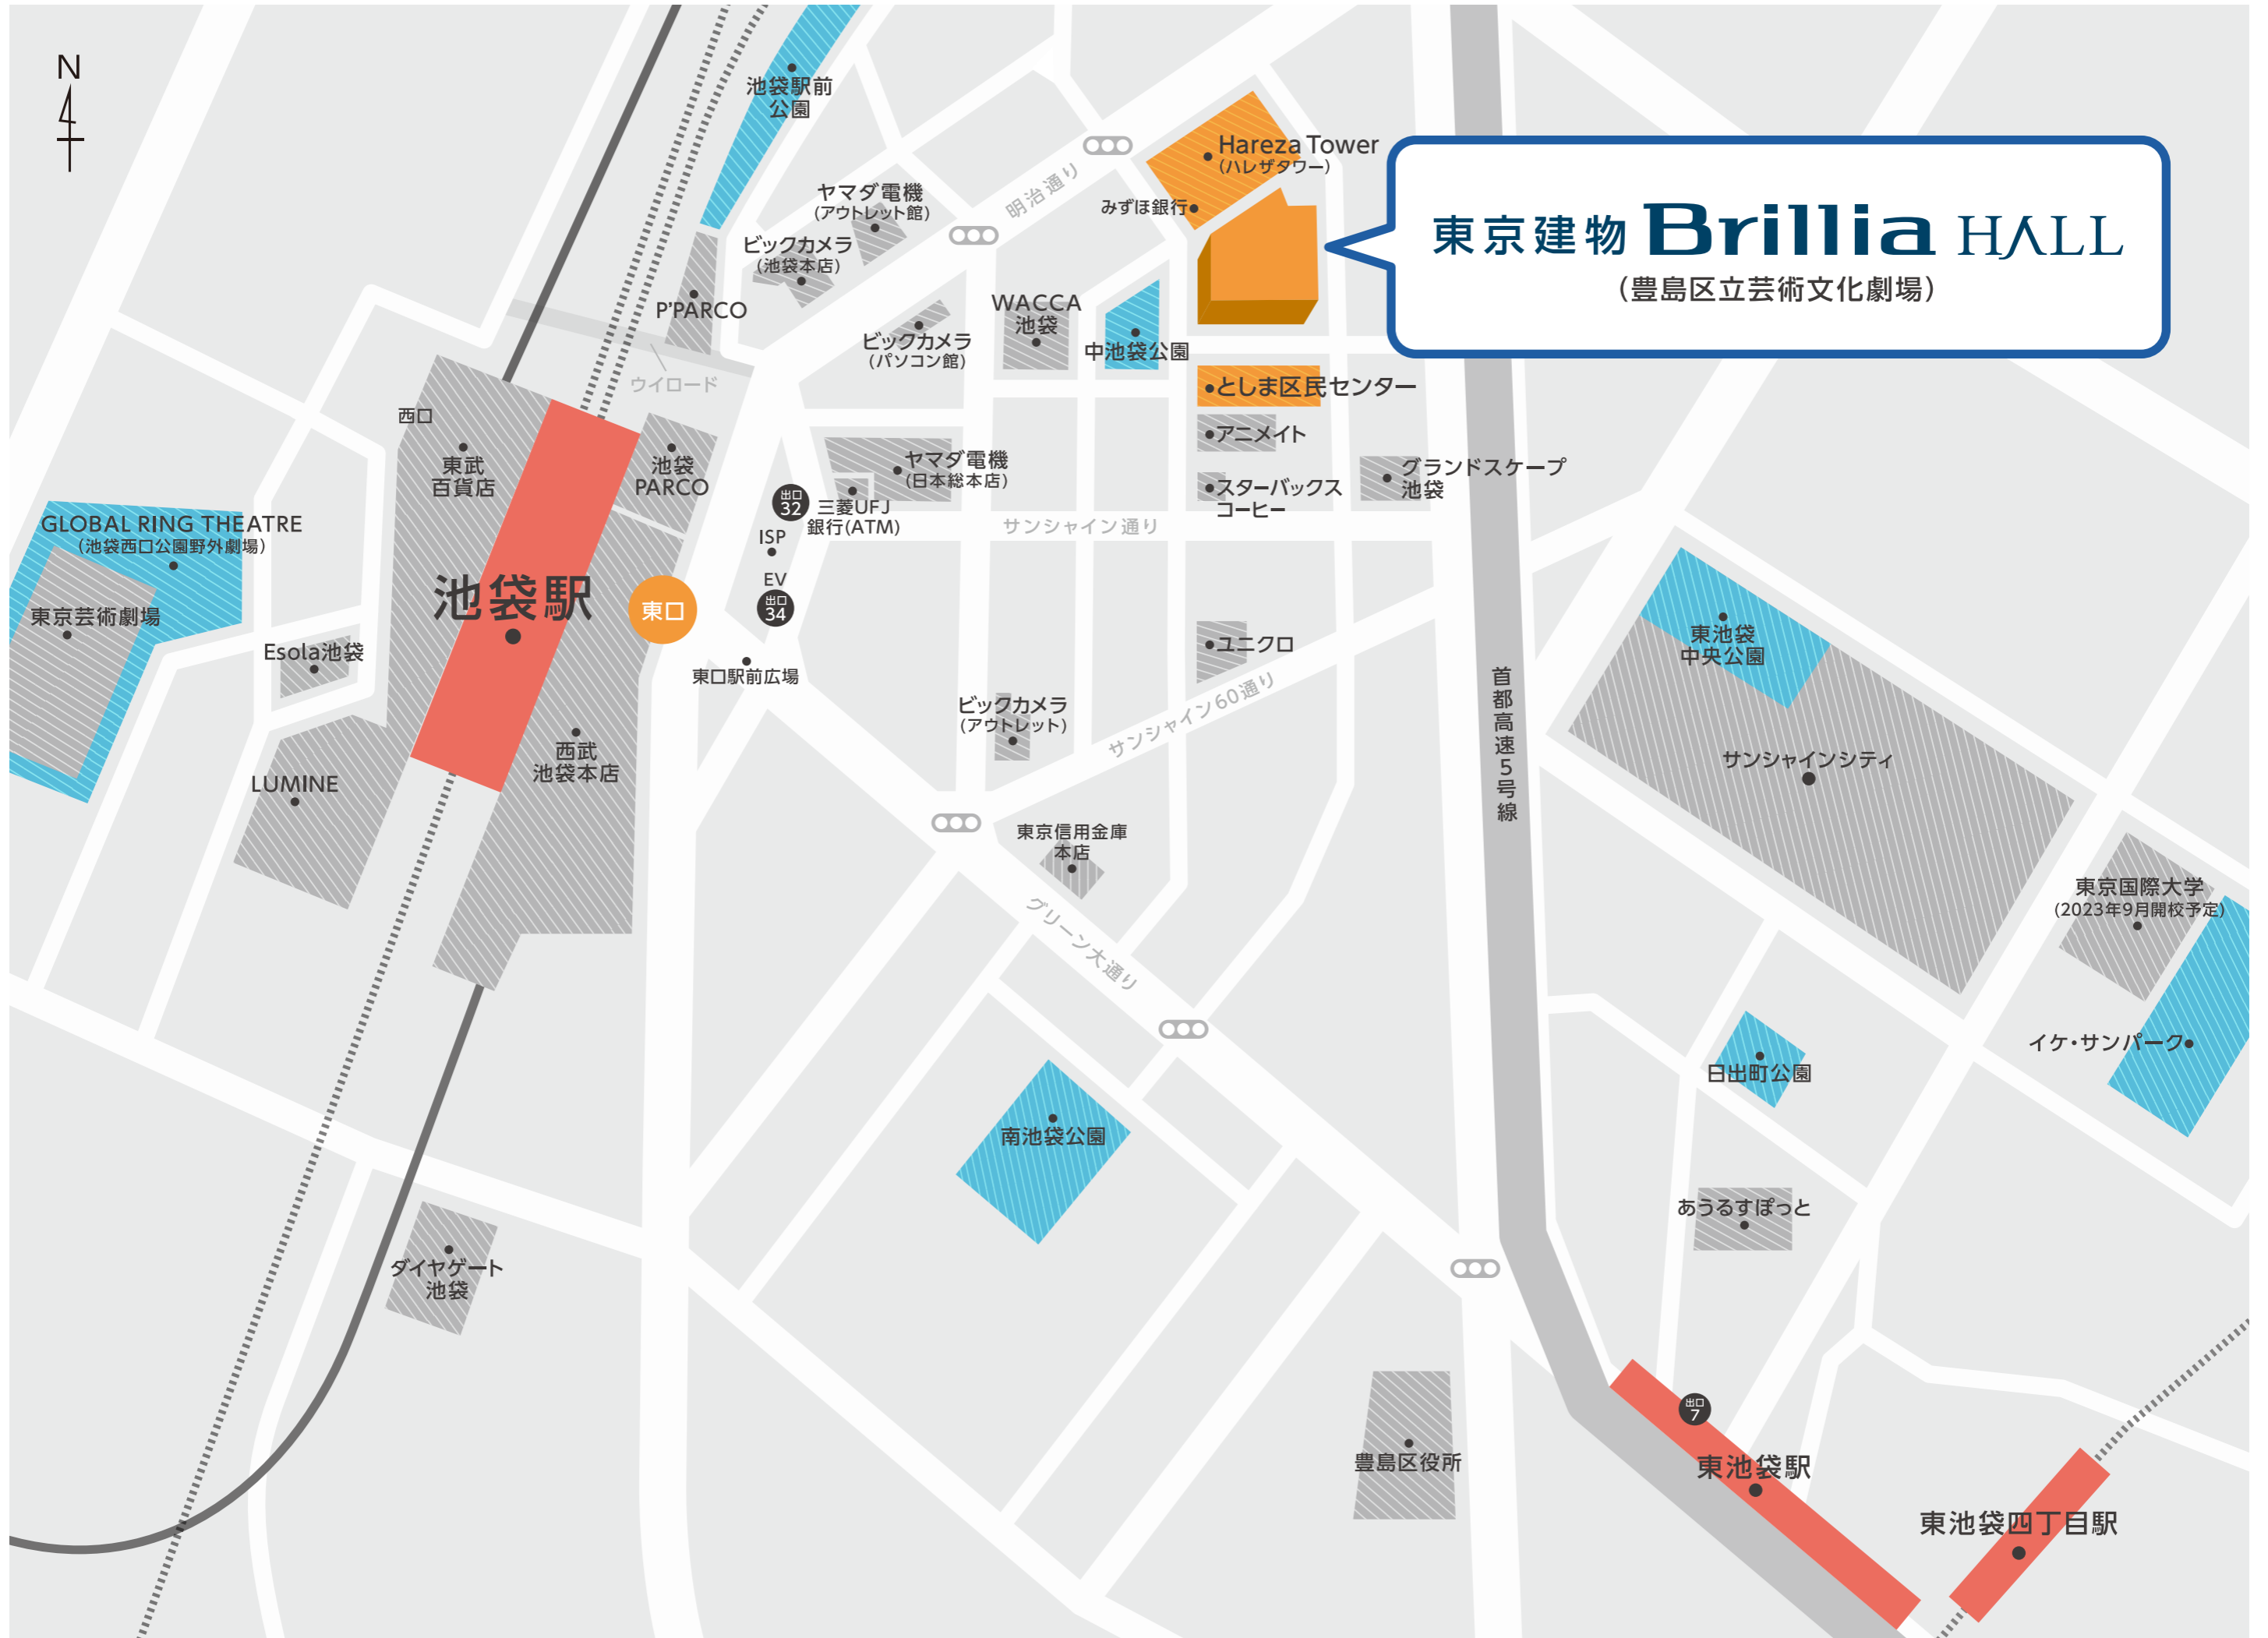 N
池袋駅前
公園
Hareza Tower
(ハレザタワー)
みずほ銀行
明治通り
東京建物 Brillia HALL
(豊島区立芸術文化劇場)
ヤマダ電機
(アウトレット館)
ビックカメラ
(池袋本店)
P'PARCO
ビックカメラ
(パソコン館)
WACCA
池袋
中池袋公園
ウイロード
としま区民センター
アニメイト
スターバックス
コーヒー
グランドスケープ
池袋
西口
東武
百貨店
池袋
PARCO
ヤマダ電機
(日本総本店)
出口
32
三菱UFJ
銀行(ATM)
サンシャイン通り
ISP
EV
出口
34
GLOBAL RING THEATRE
(池袋西口公園野外劇場)
東京芸術劇場
池袋駅
東口
Esola池袋
東口駅前広場
ユニクロ
ビックカメラ
(アウトレット)
サンシャイン60通り
首都高速5号線
東池袋
中央公園
サンシャインシティ
西武
池袋本店
LUMINE
東京信用金庫
本店
グリーン大通り
東京国際大学
(2023年9月開校予定)
イケ・サンパーク
日出町公園
南池袋公園
あうるすぽっと
ダイヤゲート
池袋
豊島区役所
出口
7
東池袋駅
東池袋四丁目駅